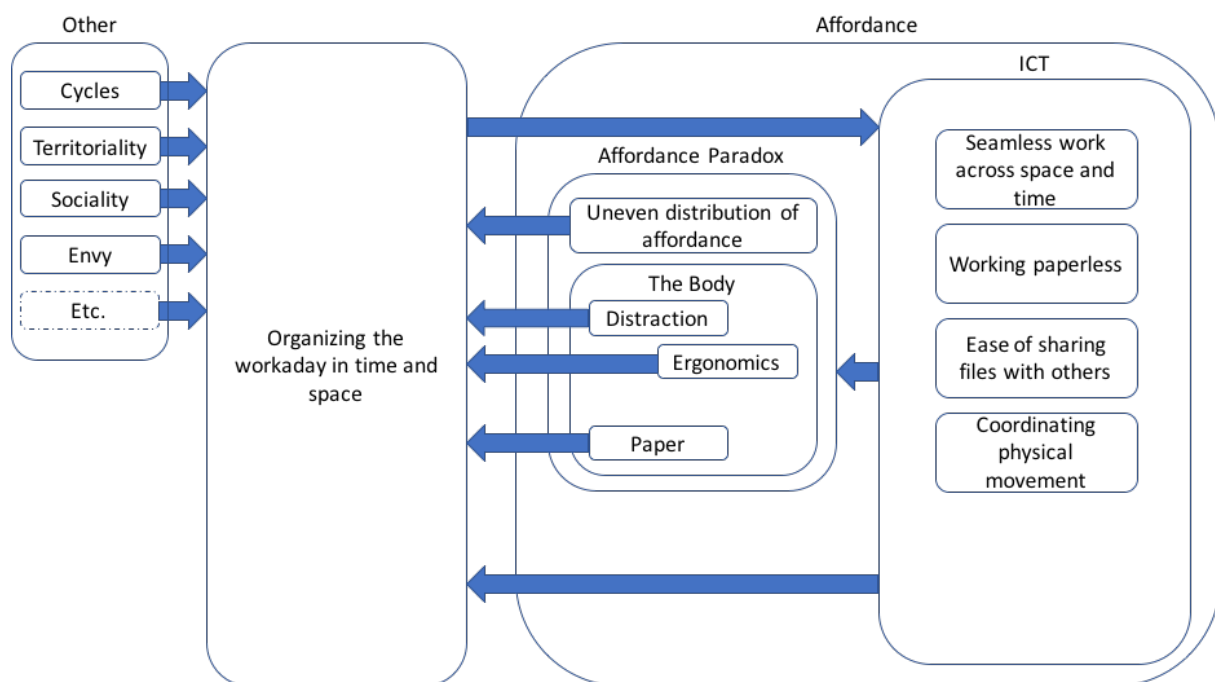 Other
Cycles
Territoriality
Sociality
Envy
Etc.
Organizing the
workaday in time and
space
Affordance
Affordance Paradox
Uneven distribution of
affordance
The Body
Distraction
Ergonomics
Paper
ICT
Seamless work
across space and
time
Working paperless
Ease of sharing
files with others
Coordinating
physical
movement